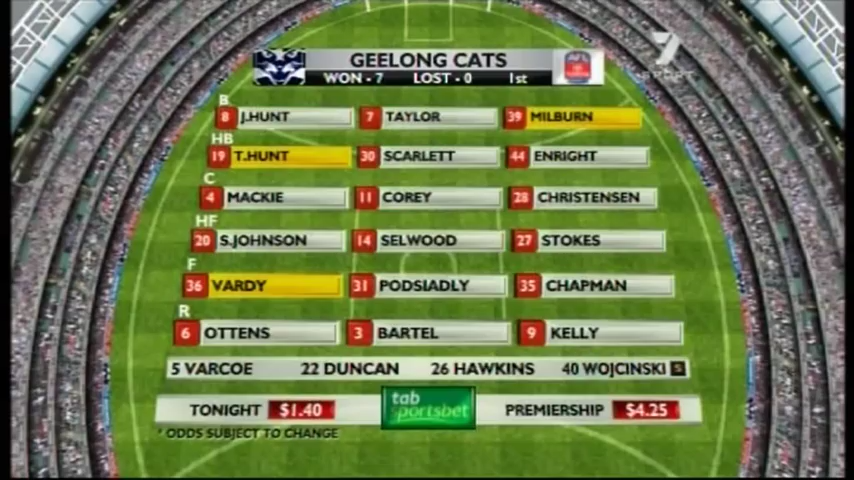 7
SPORT
GEELONG CATS
WON - 7 LOST - 0 1st
AFL
B
8 J.HUNT 7 TAYLOR 39 MILBURN
HB
19 T.HUNT 30 SCARLETT 44 ENRIGHT
C
4 MACKIE 11 COREY 28 CHRISTENSEN
HF
20 S.JOHNSON 14 SELWOOD 27 STOKES
F
36 VARDY 31 PODSIADLY 35 CHAPMAN
R
6 OTTENS 3 BARTEL 9 KELLY
5 VARCOE 22 DUNCAN 26 HAWKINS 40 WOJCINSKI S
TONIGHT $1.40 tab sportsbet PREMIERSHIP $4.25
* ODDS SUBJECT TO CHANGE